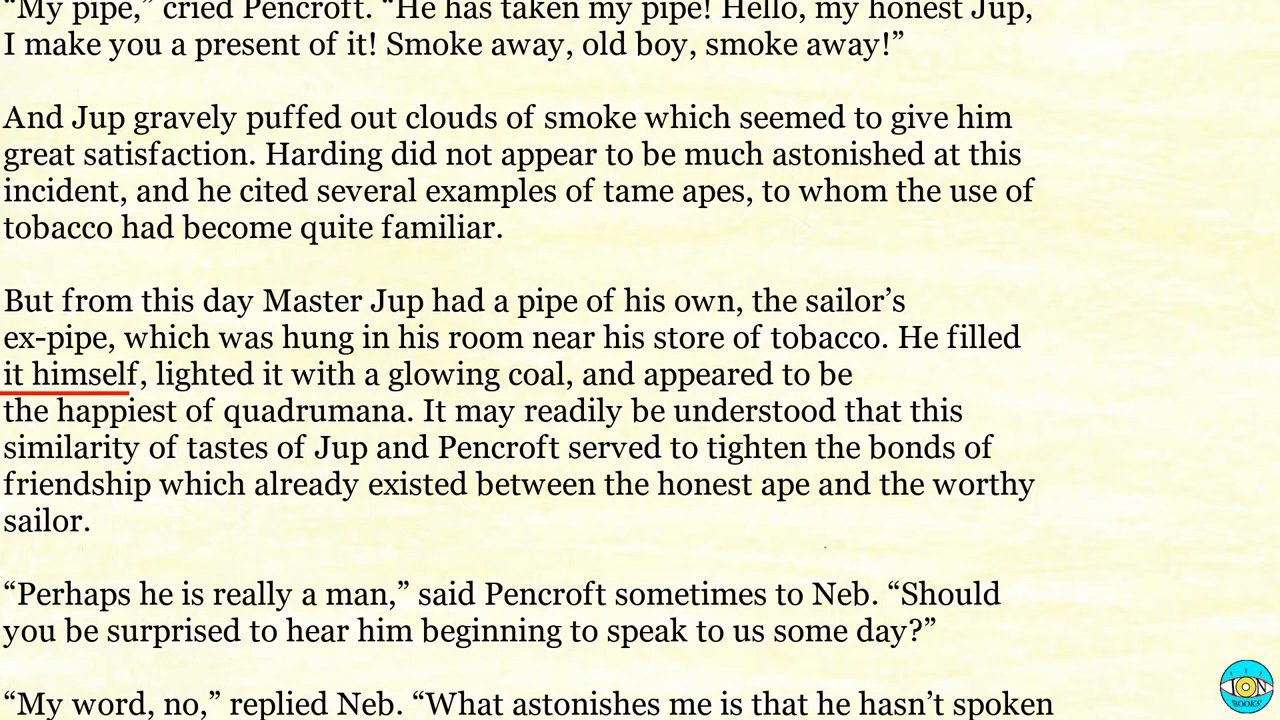 “My pipe,” cried Pencroft. “He has taken my pipe! Hello, my honest Jup,
I make you a present of it! Smoke away, old boy, smoke away!”
And Jup gravely puffed out clouds of smoke which seemed to give him
great satisfaction. Harding did not appear to be much astonished at this
incident, and he cited several examples of tame apes, to whom the use of
tobacco had become quite familiar.
But from this day Master Jup had a pipe of his own, the sailor’s
ex-pipe, which was hung in his room near his store of tobacco. He filled
it himself, lighted it with a glowing coal, and appeared to be
the happiest of quadrumana. It may readily be understood that this
similarity of tastes of Jup and Pencroft served to tighten the bonds of
friendship which already existed between the honest ape and the worthy
sailor.
“Perhaps he is really a man,” said Pencroft sometimes to Neb. “Should
you be surprised to hear him beginning to speak to us some day?”
“My word, no,” replied Neb. “What astonishes me is that he hasn’t spoken
ION
BOOKS